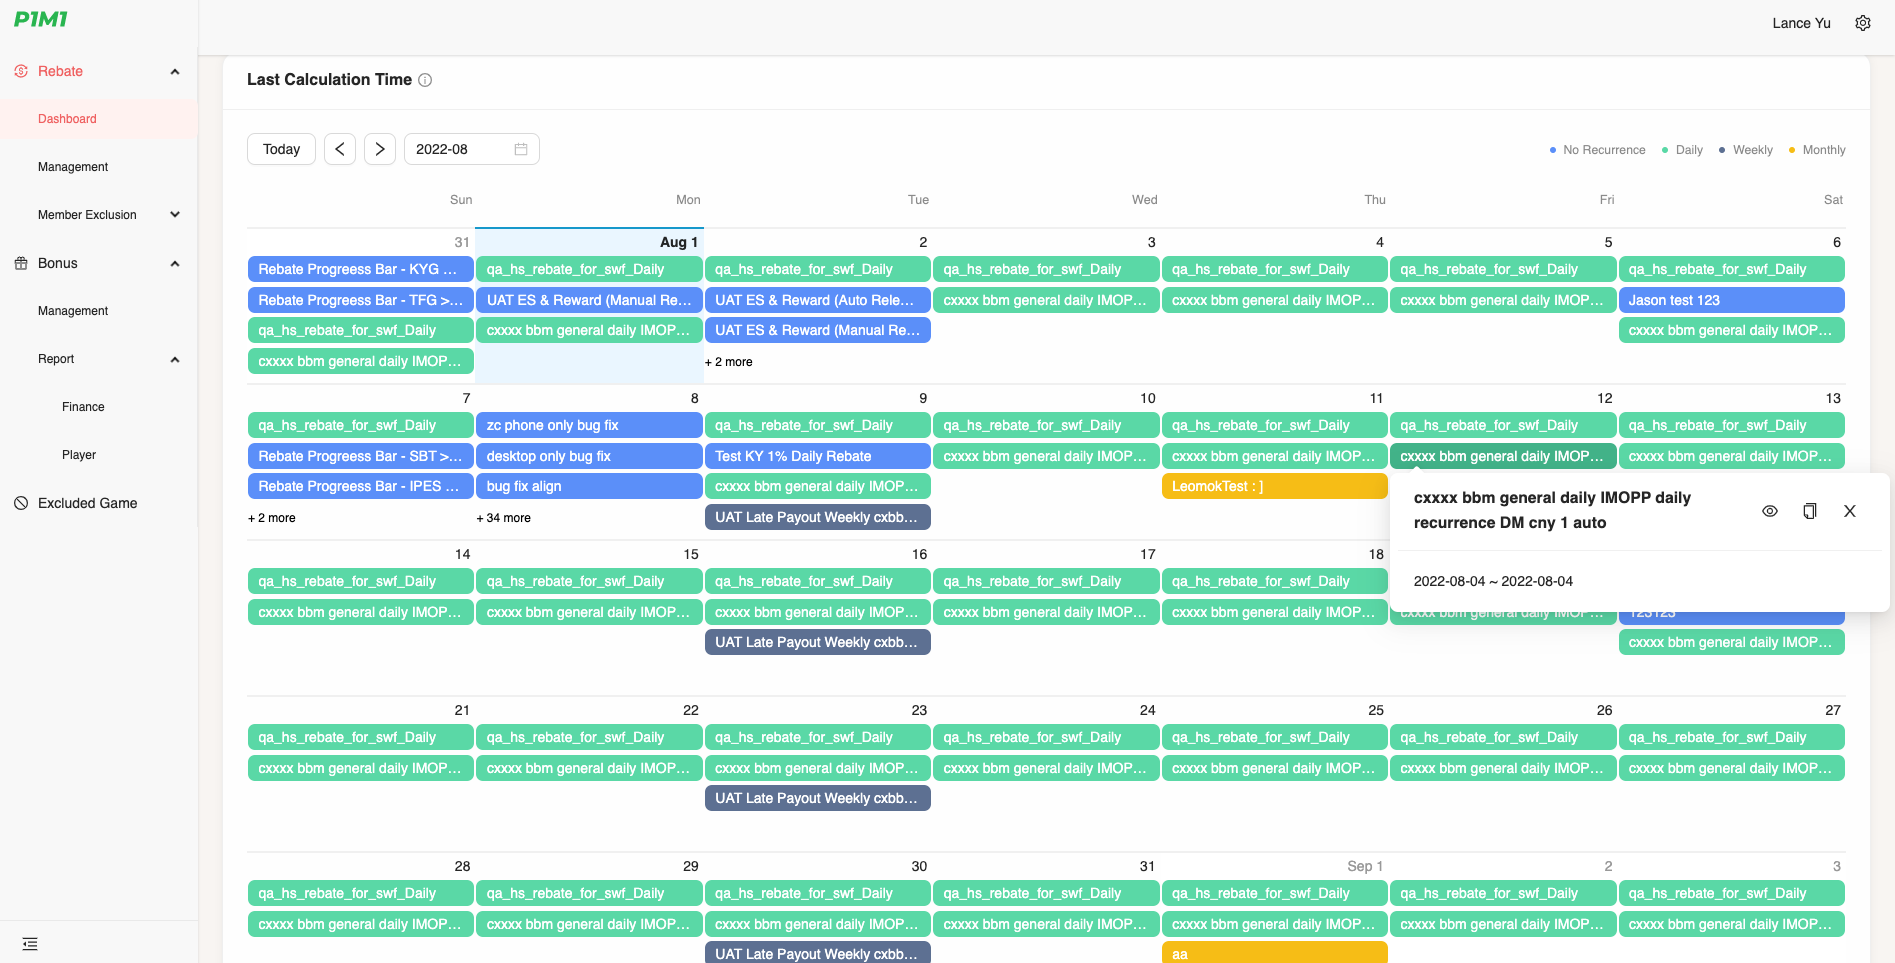 P1M1
Lance Yu
Rebate
Dashboard
Management
Member Exclusion
Bonus
Management
Report
Finance
Player
Excluded Game
Last Calculation Time
Today
2022-08
No Recurrence
Daily
Weekly
Monthly
Sun Mon Tue Wed Thu Fri Sat
31 Aug 1 2 3 4 5 6
Rebate Progreess Bar - KYG ... qa_hs_rebate_for_swf_Daily qa_hs_rebate_for_swf_Daily qa_hs_rebate_for_swf_Daily qa_hs_rebate_for_swf_Daily qa_hs_rebate_for_swf_Daily qa_hs_rebate_for_swf_Daily
Rebate Progreess Bar - TFG >... UAT ES & Reward (Manual Re... UAT ES & Reward (Auto Rele... cxxxx bbm general daily IMOP... cxxxx bbm general daily IMOP... cxxxx bbm general daily IMOP... Jason test 123
qa_hs_rebate_for_swf_Daily cxxxx bbm general daily IMOP... UAT ES & Reward (Manual Re... cxxxx bbm general daily IMOP...
cxxxx bbm general daily IMOP... + 2 more
7 8 9 10 11 12 13
qa_hs_rebate_for_swf_Daily zc phone only bug fix qa_hs_rebate_for_swf_Daily qa_hs_rebate_for_swf_Daily qa_hs_rebate_for_swf_Daily qa_hs_rebate_for_swf_Daily qa_hs_rebate_for_swf_Daily
Rebate Progreess Bar - SBT >... desktop only bug fix Test KY 1% Daily Rebate cxxxx bbm general daily IMOP... cxxxx bbm general daily IMOP... cxxxx bbm general daily IMOP... cxxxx bbm general daily IMOP...
Rebate Progreess Bar - IPES ... bug fix align cxxxx bbm general daily IMOP... LeomokTest : ]
+ 2 more + 34 more UAT Late Payout Weekly cxbb...
cxxxx bbm general daily IMOPP daily
recurrence DM cny 1 auto
2022-08-04 ~ 2022-08-04
14 15 16 17 18
qa_hs_rebate_for_swf_Daily qa_hs_rebate_for_swf_Daily qa_hs_rebate_for_swf_Daily qa_hs_rebate_for_swf_Daily qa_hs_rebate_for_swf_Daily
cxxxx bbm general daily IMOP... cxxxx bbm general daily IMOP... cxxxx bbm general daily IMOP... cxxxx bbm general daily IMOP... cxxxx bbm general daily IMOP... cxxxx bbm general daily IMOP... 123123
UAT Late Payout Weekly cxbb... cxxxx bbm general daily IMOP...
21 22 23 24 25 26 27
qa_hs_rebate_for_swf_Daily qa_hs_rebate_for_swf_Daily qa_hs_rebate_for_swf_Daily qa_hs_rebate_for_swf_Daily qa_hs_rebate_for_swf_Daily qa_hs_rebate_for_swf_Daily qa_hs_rebate_for_swf_Daily
cxxxx bbm general daily IMOP... cxxxx bbm general daily IMOP... cxxxx bbm general daily IMOP... cxxxx bbm general daily IMOP... cxxxx bbm general daily IMOP... cxxxx bbm general daily IMOP... cxxxx bbm general daily IMOP...
UAT Late Payout Weekly cxbb...
28 29 30 31 Sep 1 2 3
qa_hs_rebate_for_swf_Daily qa_hs_rebate_for_swf_Daily qa_hs_rebate_for_swf_Daily qa_hs_rebate_for_swf_Daily qa_hs_rebate_for_swf_Daily qa_hs_rebate_for_swf_Daily qa_hs_rebate_for_swf_Daily
cxxxx bbm general daily IMOP... cxxxx bbm general daily IMOP... cxxxx bbm general daily IMOP... cxxxx bbm general daily IMOP... cxxxx bbm general daily IMOP... cxxxx bbm general daily IMOP... cxxxx bbm general daily IMOP...
UAT Late Payout Weekly cxbb... aa